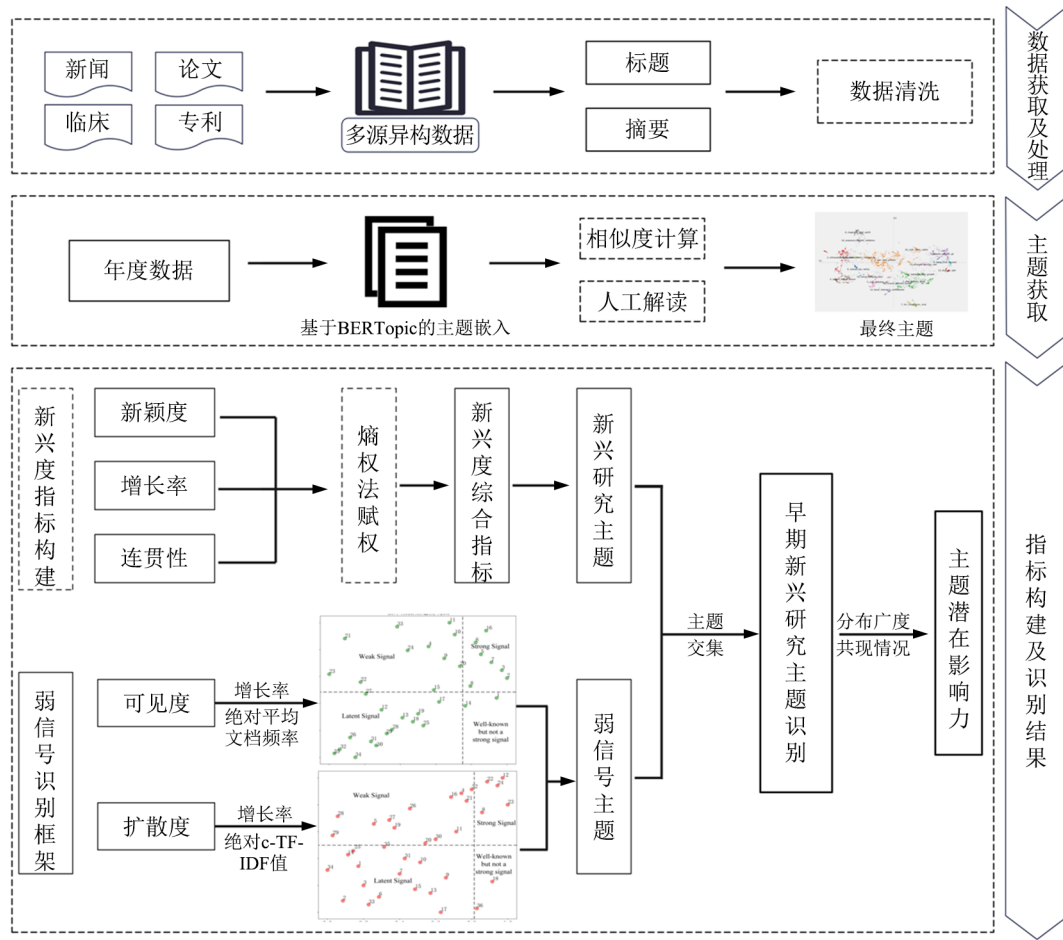 新闻
论文
临床
专利
多源异构数据
标题
摘要
数据清洗
数据获取及处理
年度数据
基于BERTopic的主题嵌入
相似度计算
人工解读
最终主题
主题获取
新兴度指标构建
新颖度
增长率
连贯性
熵权法赋权
新兴度综合指标
新兴研究主题
弱信号识别框架
可见度
增长率
绝对平均
文档频率
Weak Signal
Strong Signal
Latent Signal
Well-known
but not a
strong signal
扩散度
增长率
绝对c-TF-
IDF值
Weak Signal
Strong Signal
Latent Signal
Well-known
but not a
strong signal
弱信号主题
主题
交集
早期新兴研究主题识别
分布广度
共现情况
主题潜在影响力
指标构建及识别结果